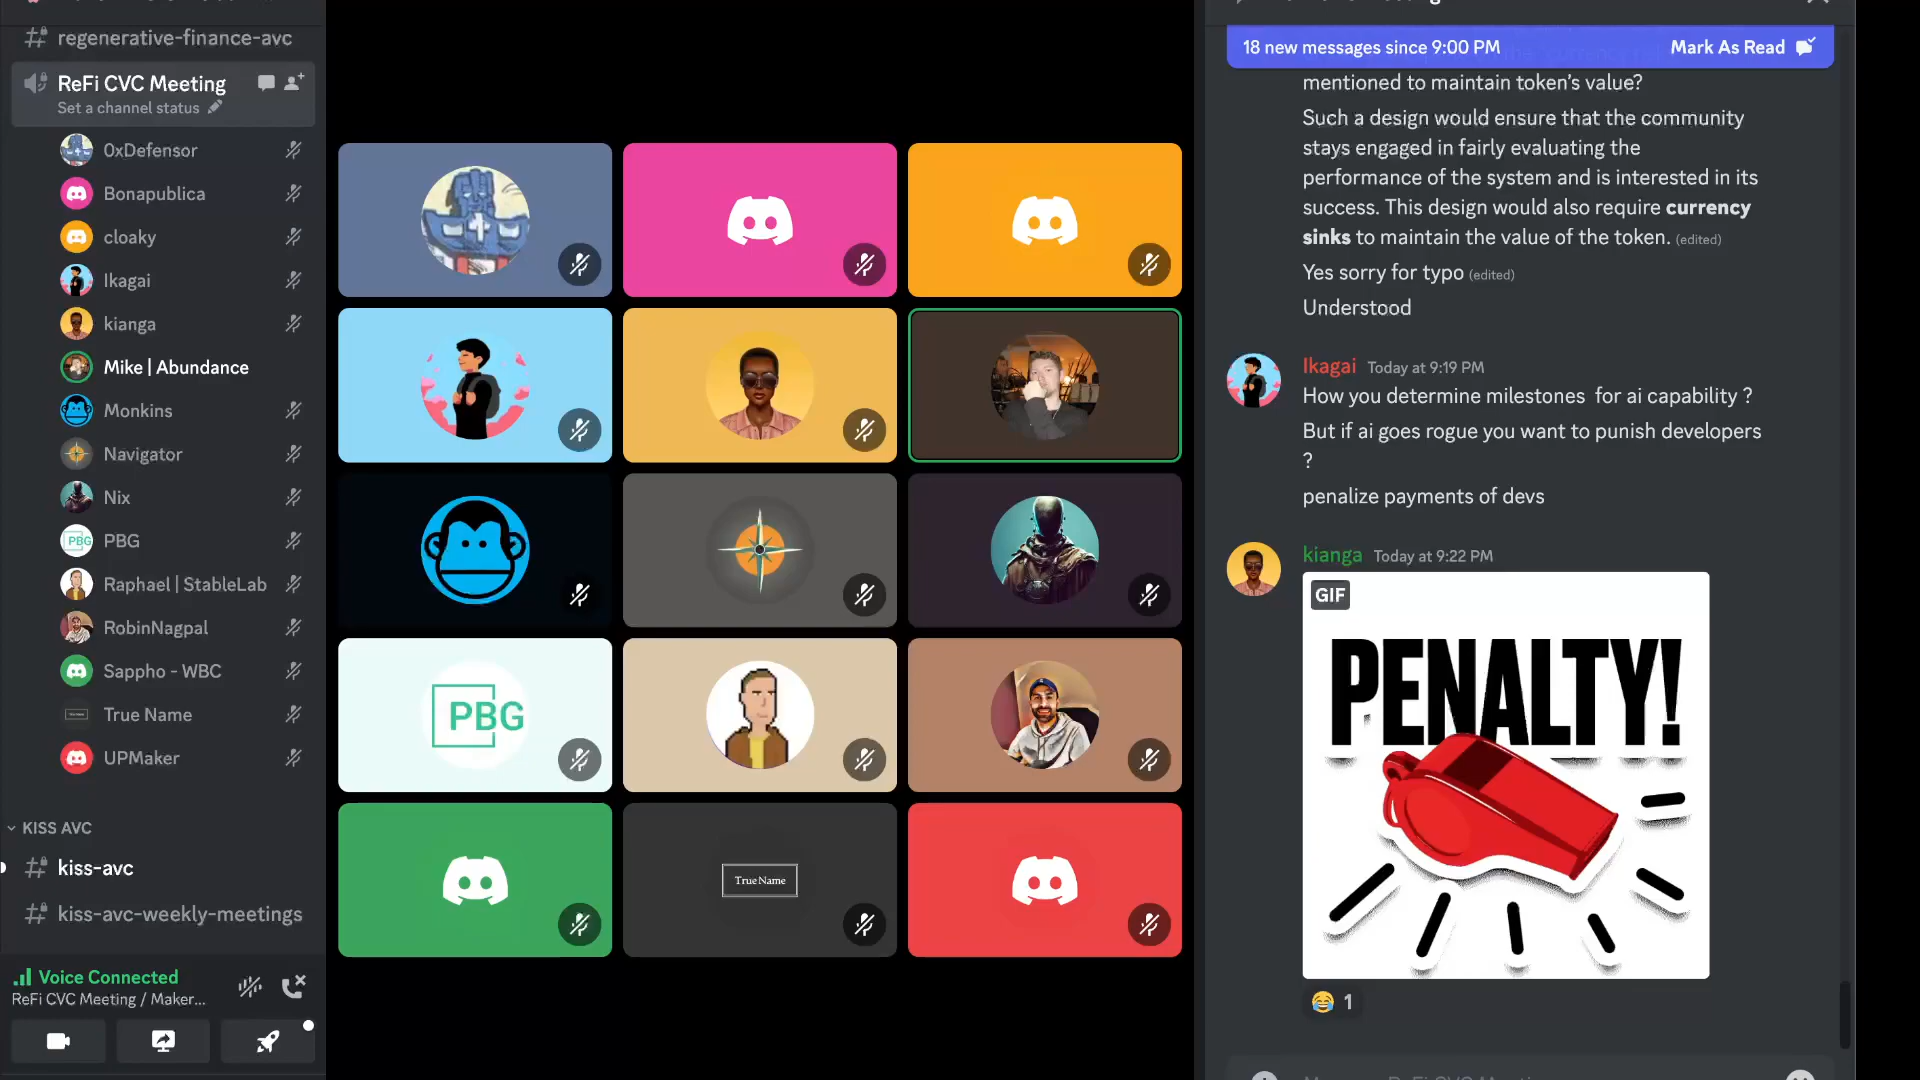 regenerative-finance-avc
ReFi CVC Meeting
Set a channel status
0xDefensor
Bonapublica
cloaky
Ikagai
kianga
Mike | Abundance
Monkins
Navigator
Nix
PBG
PBG
Raphael | StableLab
RobinNagpal
Sappho - WBC
True Name
UPMaker
KISS AVC
kiss-avc
kiss-avc-weekly-meetings
Voice Connected
ReFi CVC Meeting / Maker...
PBG
True Name
18 new messages since 9:00 PM
Mark As Read
mentioned to maintain token's value?
Such a design would ensure that the community
stays engaged in fairly evaluating the
performance of the system and is interested in its
success. This design would also require currency
sinks to maintain the value of the token. (edited)
Yes sorry for typo (edited)
Understood
Ikagai Today at 9:19 PM
How you determine milestones for ai capability ?
But if ai goes rogue you want to punish developers
?
penalize payments of devs
kianga Today at 9:22 PM
GIF
PENALTY!
1